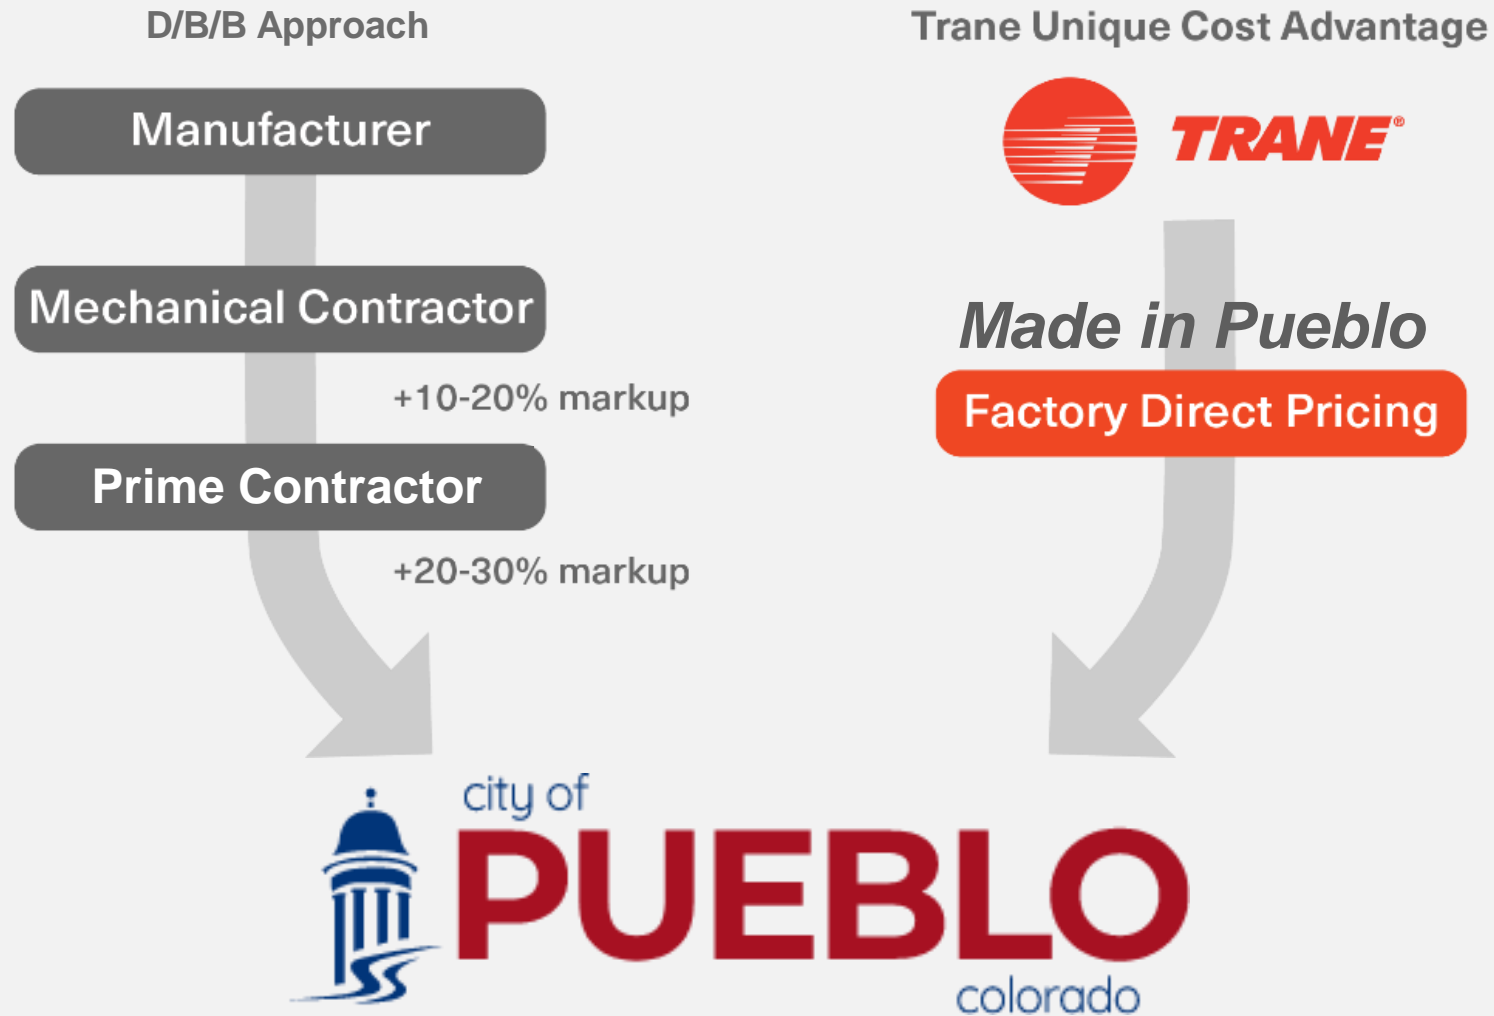 D/B/B Approach
Manufacturer
Mechanical Contractor
+10-20% markup
Prime Contractor
+20-30% markup
Trane Unique Cost Advantage
TRANE®
Made in Pueblo
Factory Direct Pricing
city of
PUEBLO
colorado